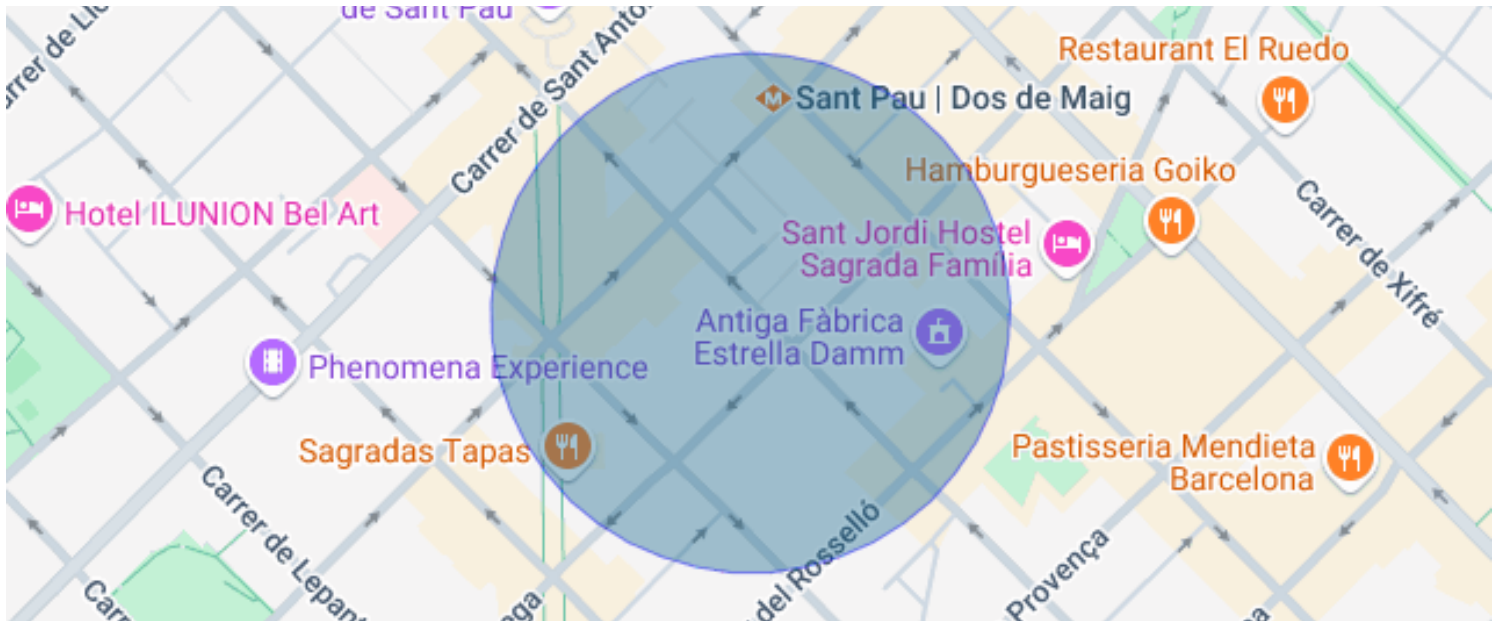 de Sant Pau
Carrer de Sant Anto
Sant Pau | Dos de Maig
Restaurant El Ruedo
Hamburgueseria Goiko
Hotel ILUNION Bel Art
Sant Jordi Hostel
Sagrada Família
Carrer de Xifré
Antiga Fàbrica
Estrella Damm
Phenomena Experience
Sagradas Tapas
Pastisseria Mendieta
Barcelona
Carrer de Lepant
del Rosselló
Provença